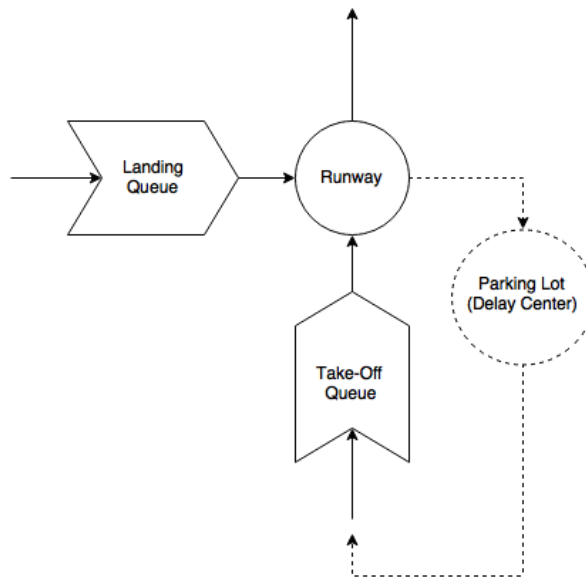 Landing
Queue
Runway
Parking Lot
(Delay Center)
Take-Off
Queue